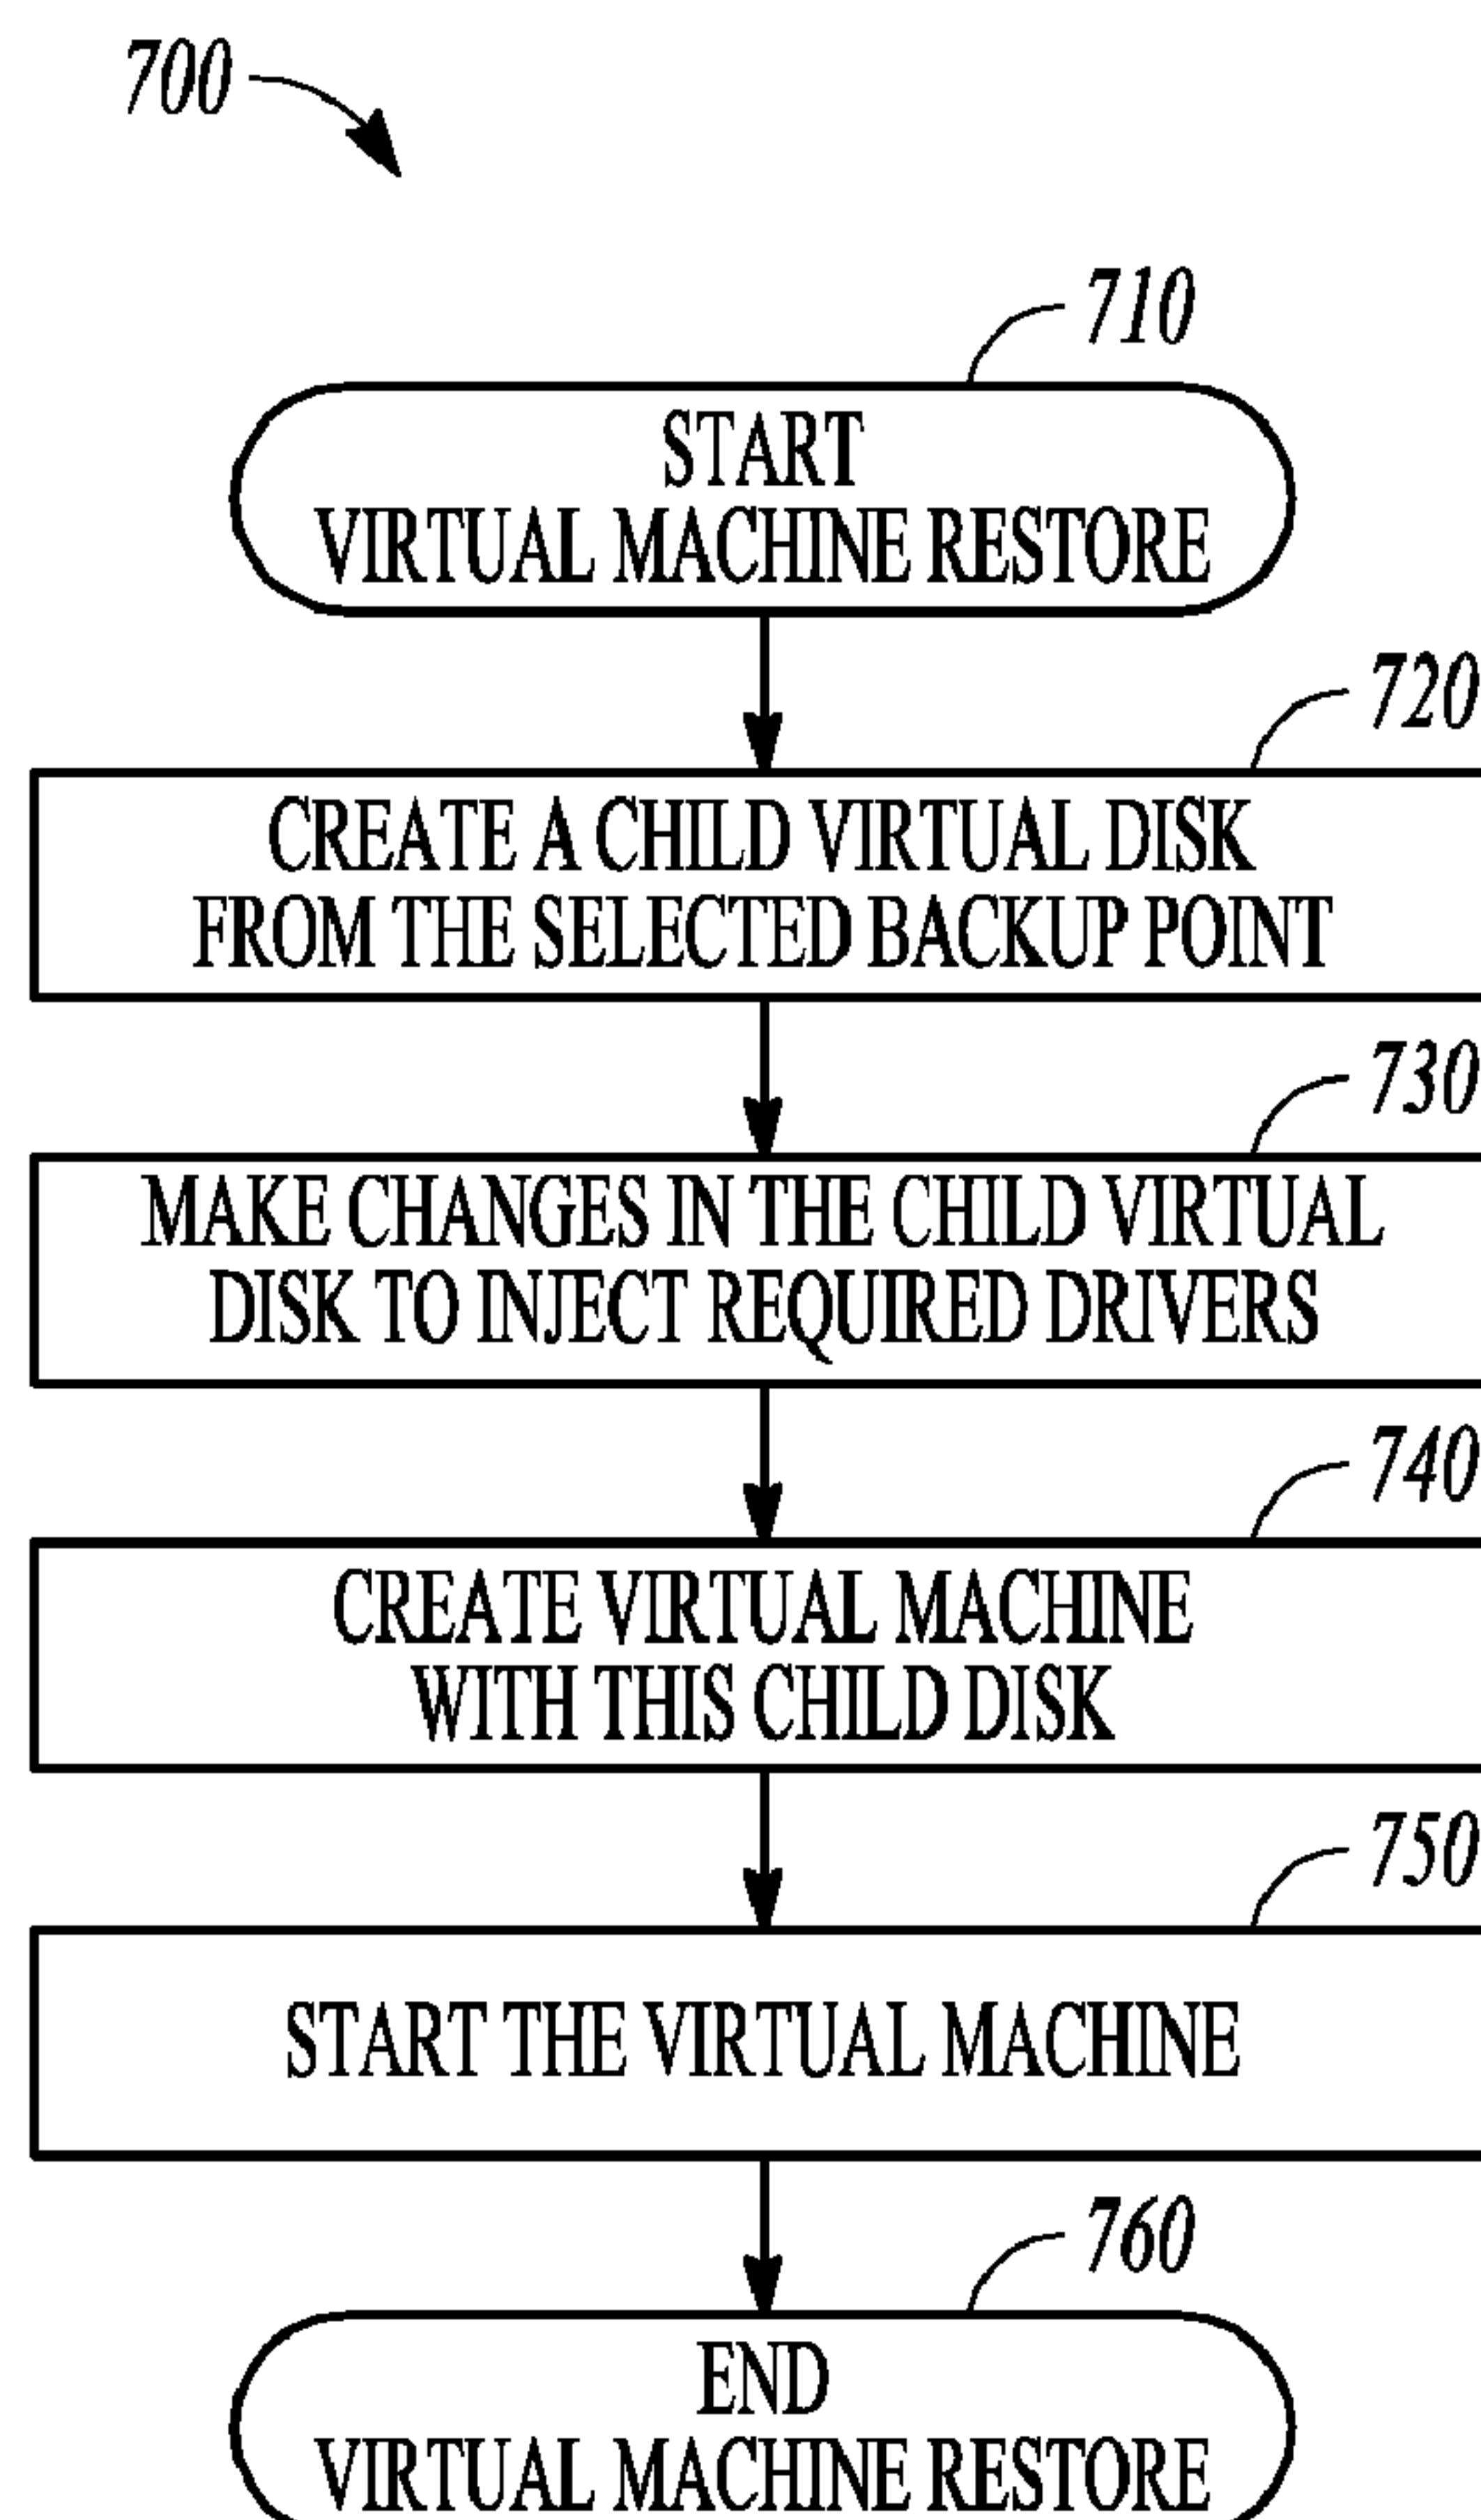 700
710
START
VIRTUAL MACHINE RESTORE
720
CREATE A CHILD VIRTUAL DISK
FROM THE SELECTED BACKUP POINT
730
MAKE CHANGES IN THE CHILD VIRTUAL
DISK TO INJECT REQUIRED DRIVERS
740
CREATE VIRTUAL MACHINE
WITH THIS CHILD DISK
750
START THE VIRTUAL MACHINE
760
END
VIRTUAL MACHINE RESTORE